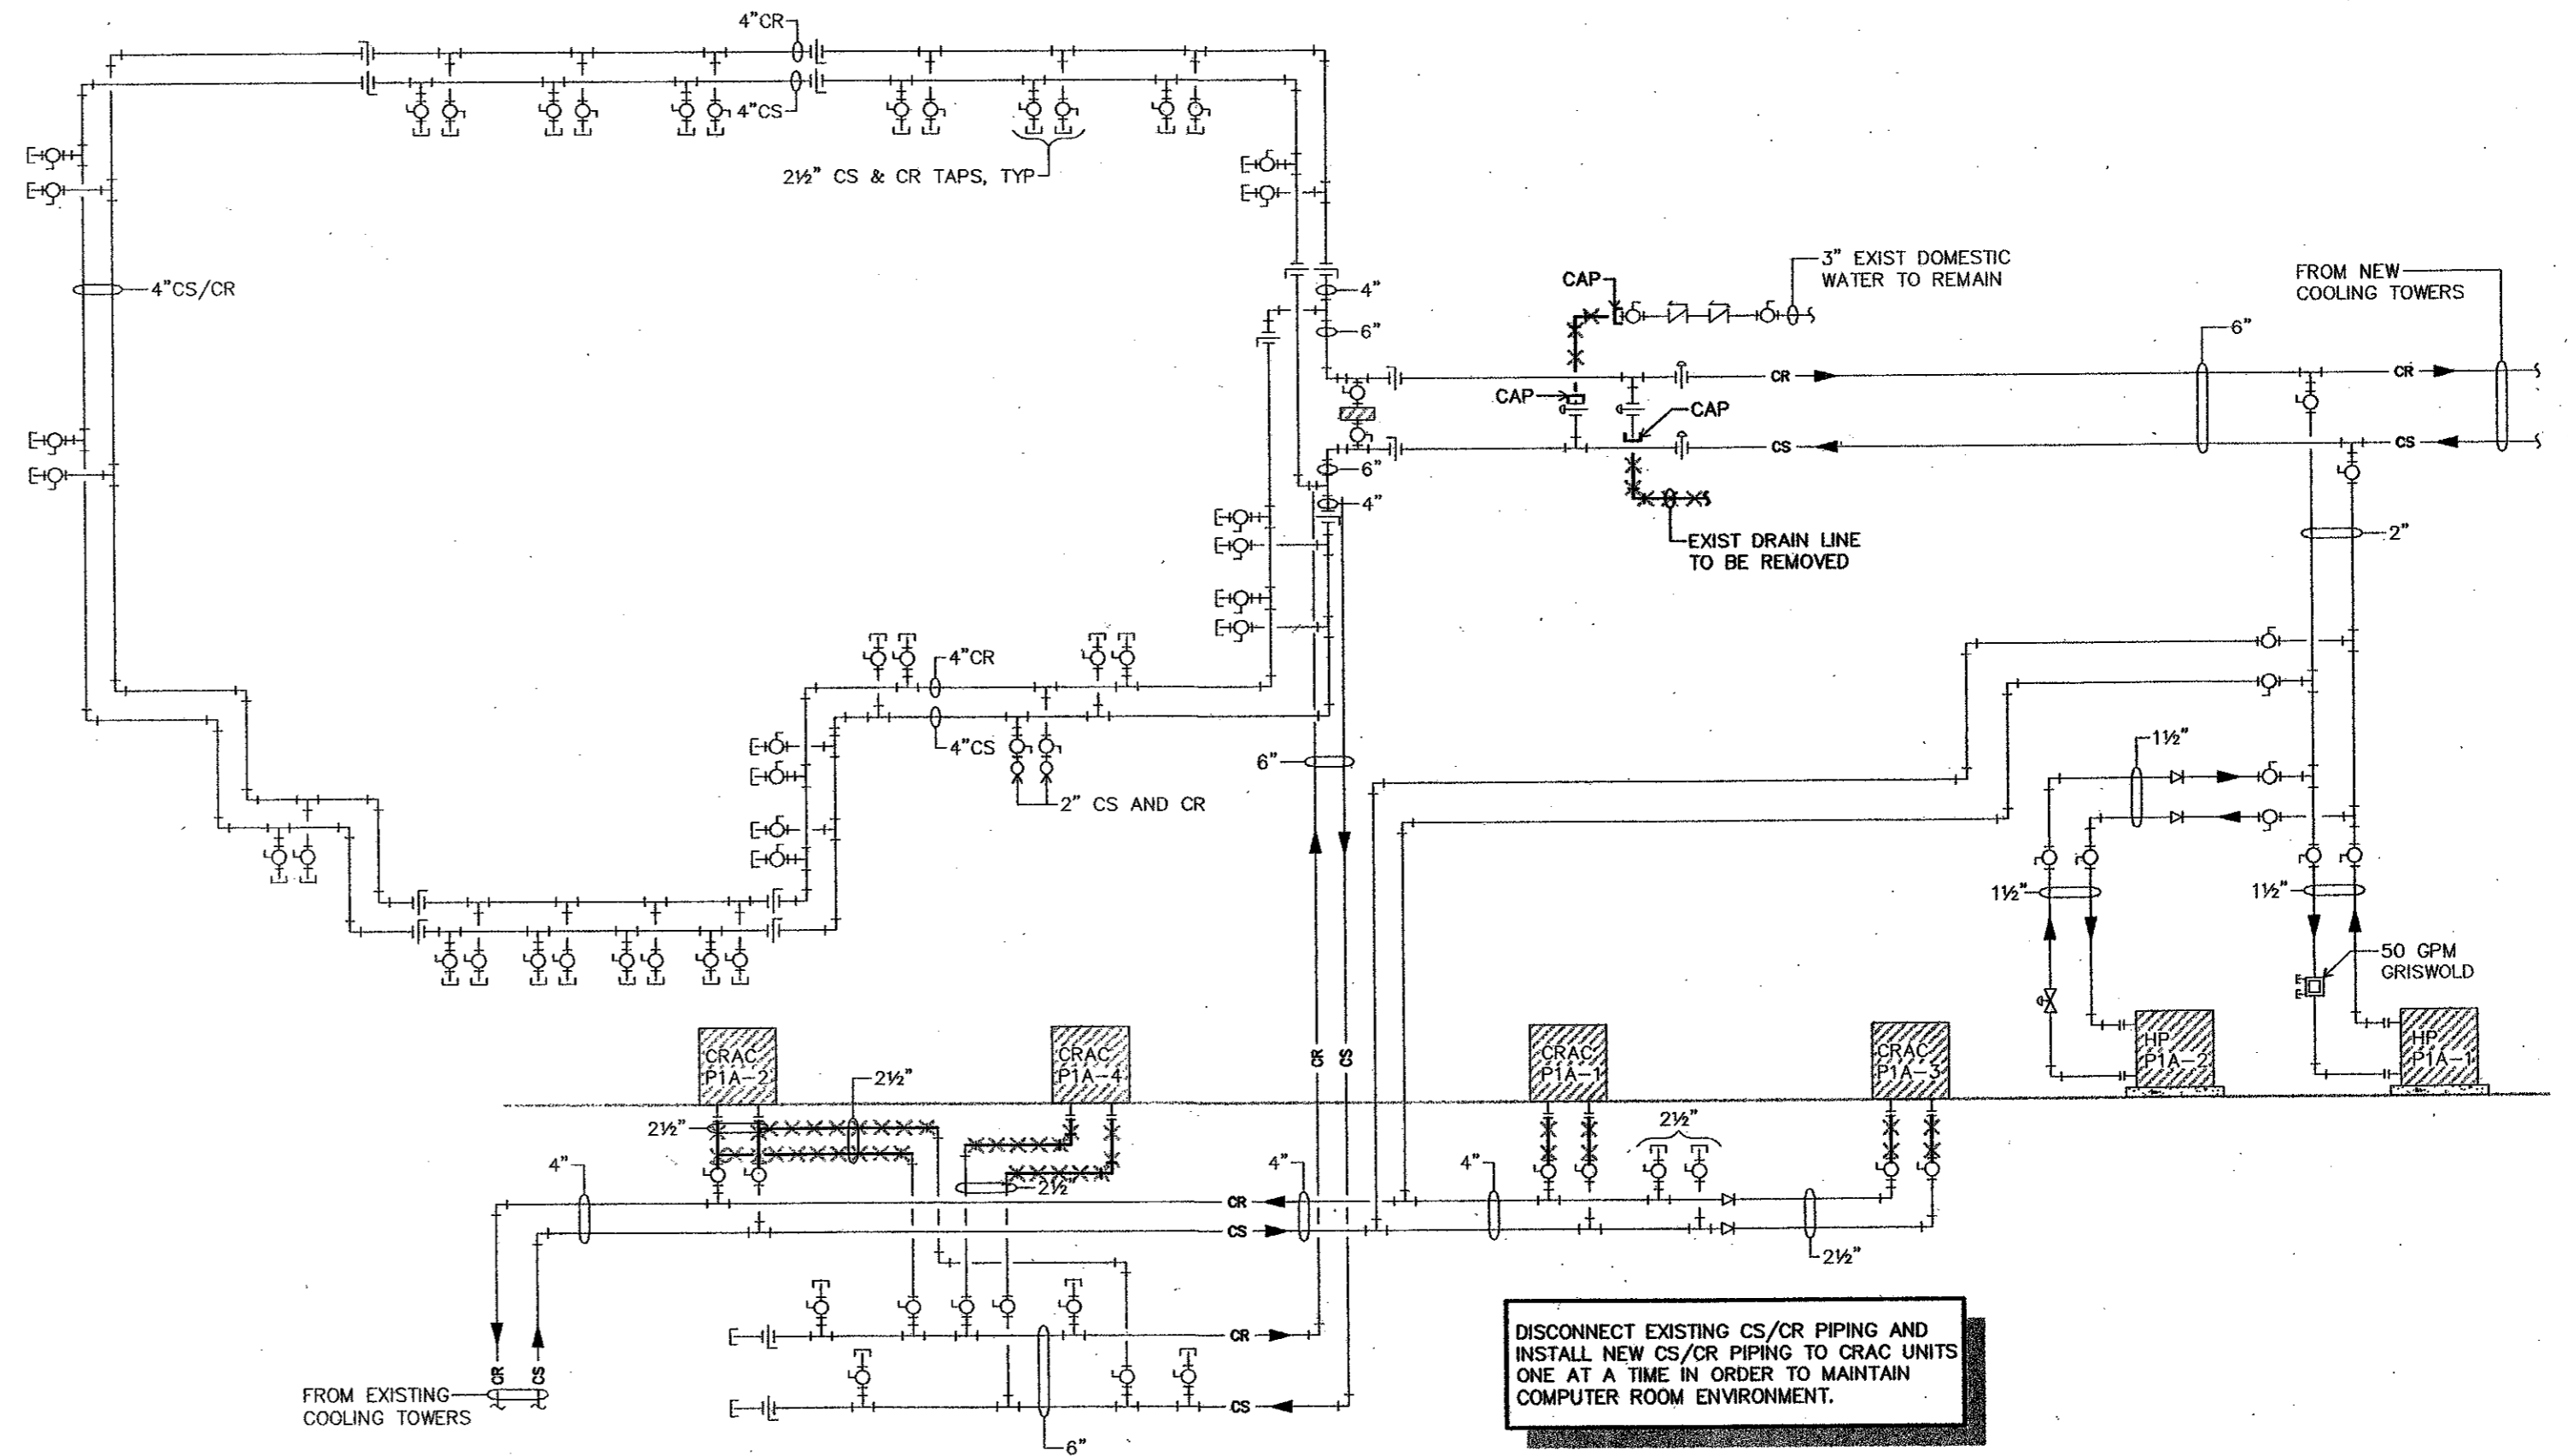 4"CR
4"CS
2½" CS & CR TAPS, TYP
4"CS/CR
4"
6"
CAP
3" EXIST DOMESTIC
WATER TO REMAIN
FROM NEW
COOLING TOWERS
6"
CR
CR
CAP
CAP
CS
CS
6"
4"
EXIST DRAIN LINE
TO BE REMOVED
2"
4"CR
4"CS
2" CS AND CR
6"
1½"
1½"
1½"
50 GPM
GRISWOLD
CRAC
P1A-2
CRAC
P1A-4
CR
CS
CRAC
P1A-1
CRAC
P1A-3
HP
P1A-2
HP
P1A-1
2½"
2½"
2½"
2½"
4"
4"
4"
CR
CS
2½"
CR
CS
CR
CS
6"
FROM EXISTING
COOLING TOWERS
DISCONNECT EXISTING CS/CR PIPING AND
INSTALL NEW CS/CR PIPING TO CRAC UNITS
ONE AT A TIME IN ORDER TO MAINTAIN
COMPUTER ROOM ENVIRONMENT.